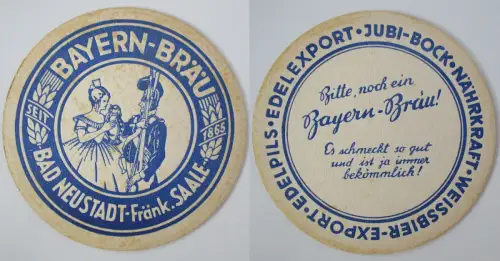 BAYERN-BRÄU
SEIT 1865
BAD NEUSTADT-Fränk. SAALE
EDELPILS · EDELEXPORT · JUBI-BOCK · NÄHRKRAFT · WEISSBIER-EXPORT ·
Bitte, noch ein
Bayern-Bräu!
Es schmeckt so gut
und ist ja immer
bekömmlich!